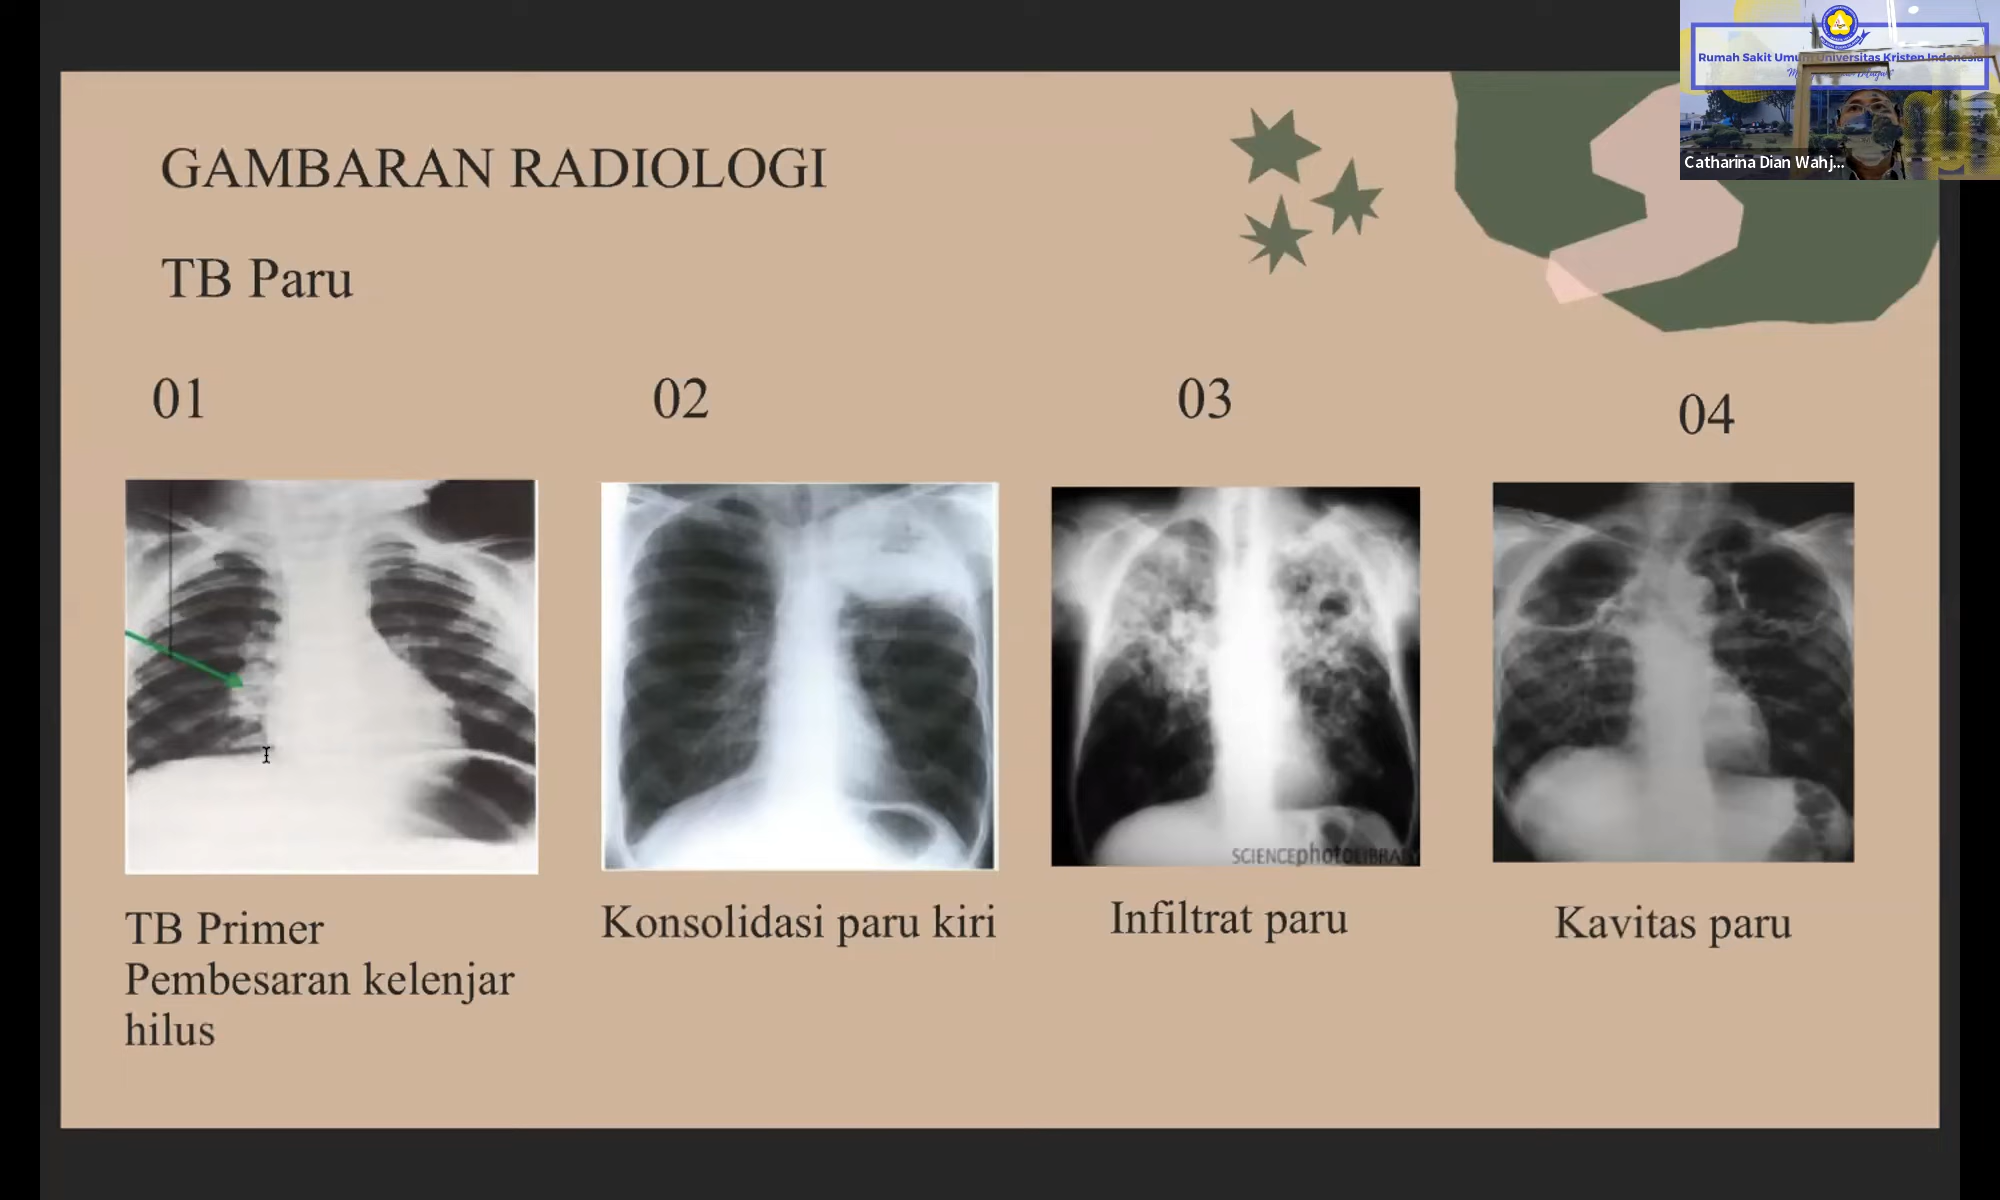 Rumah Sakit Umum Universitas Kristen Indonesia
Catharina Dian Wahj...
GAMBARAN RADIOLOGI
TB Paru
01
02
03
04
SCIENCEphotoLIBRA
TB Primer
Pembesaran kelenjar
hilus
Konsolidasi paru kiri
Infiltrat paru
Kavitas paru